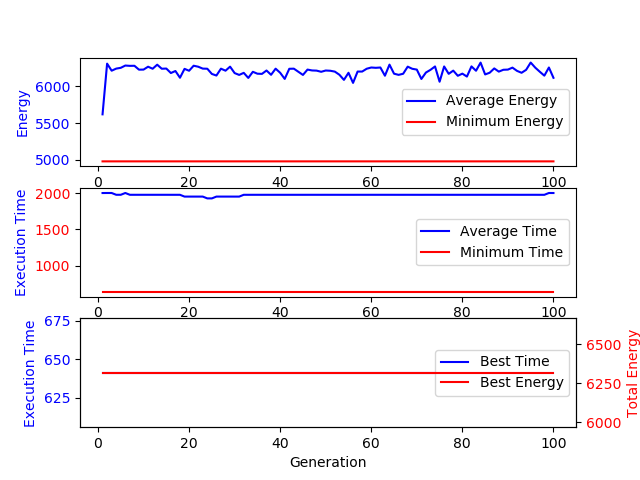 6000
5500
5000
Energy
Average Energy
Minimum Energy
0 20 40 60 80 100
2000
1500
1000
Execution Time
Average Time
Minimum Time
0 20 40 60 80 100
675
650
625
Execution Time
Best Time
Best Energy
6500
6250
6000
Total Energy
0 20 40 60 80 100
Generation